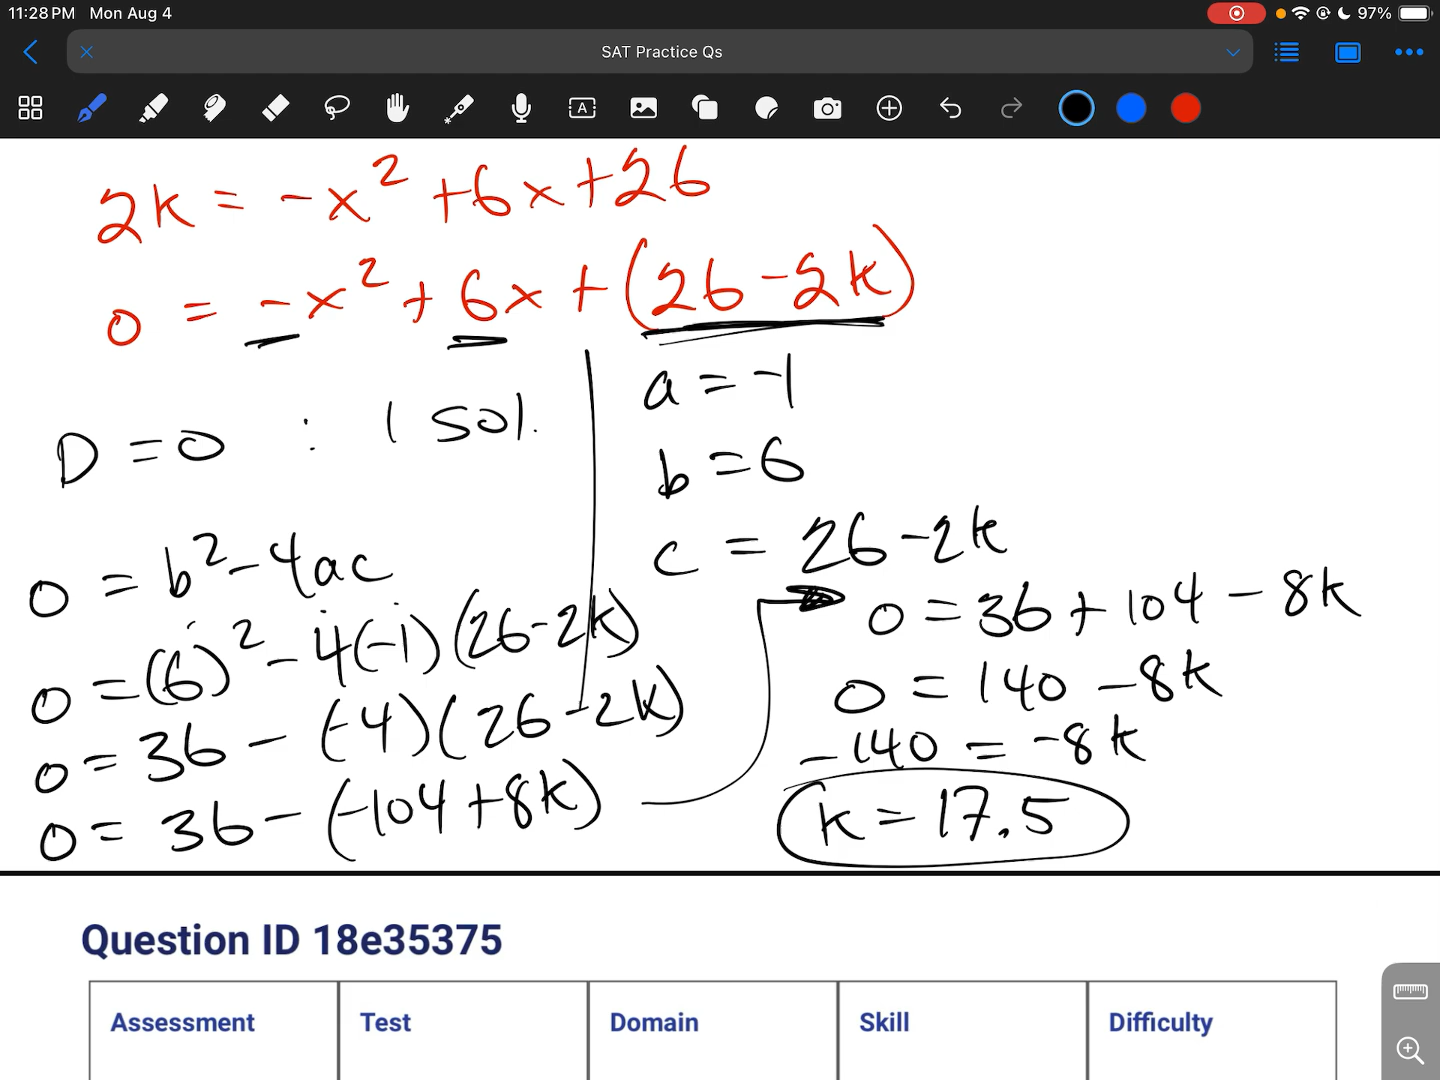 11:28 PM Mon Aug 4
97%
SAT Practice Qs
2k = -x² +6x+26
0 = -x² + 6x + (26-2k)
D=0 : 1 sol.
a = -1
b = 6
c = 26-2k
0 = b²-4ac
0 = (6)² - 4(-1)(26-2k)
0 = 36 - (-4)(26-2k)
0 = 36 - (-104+8k)
0 = 36 + 104 - 8k
0 = 140 - 8k
-140 = -8k
k = 17.5
Question ID 18e35375
Assessment
Test
Domain
Skill
Difficulty